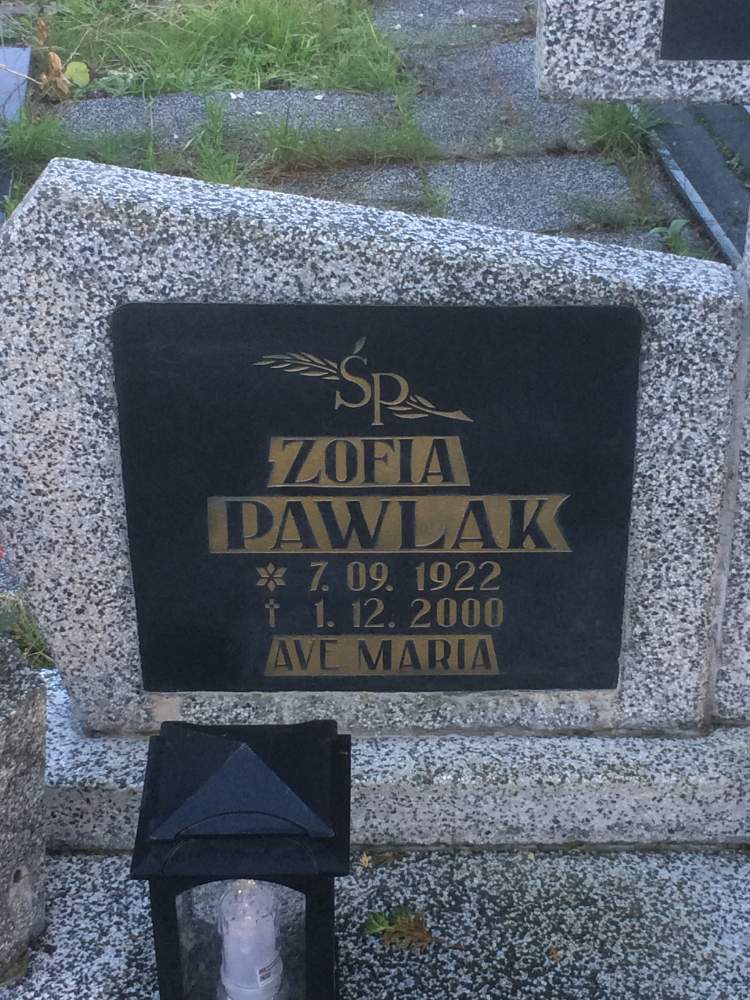 ŚP
ZOFIA
PAWLAK
* 7. 09. 1922
† 1. 12. 2000
AVE MARIA